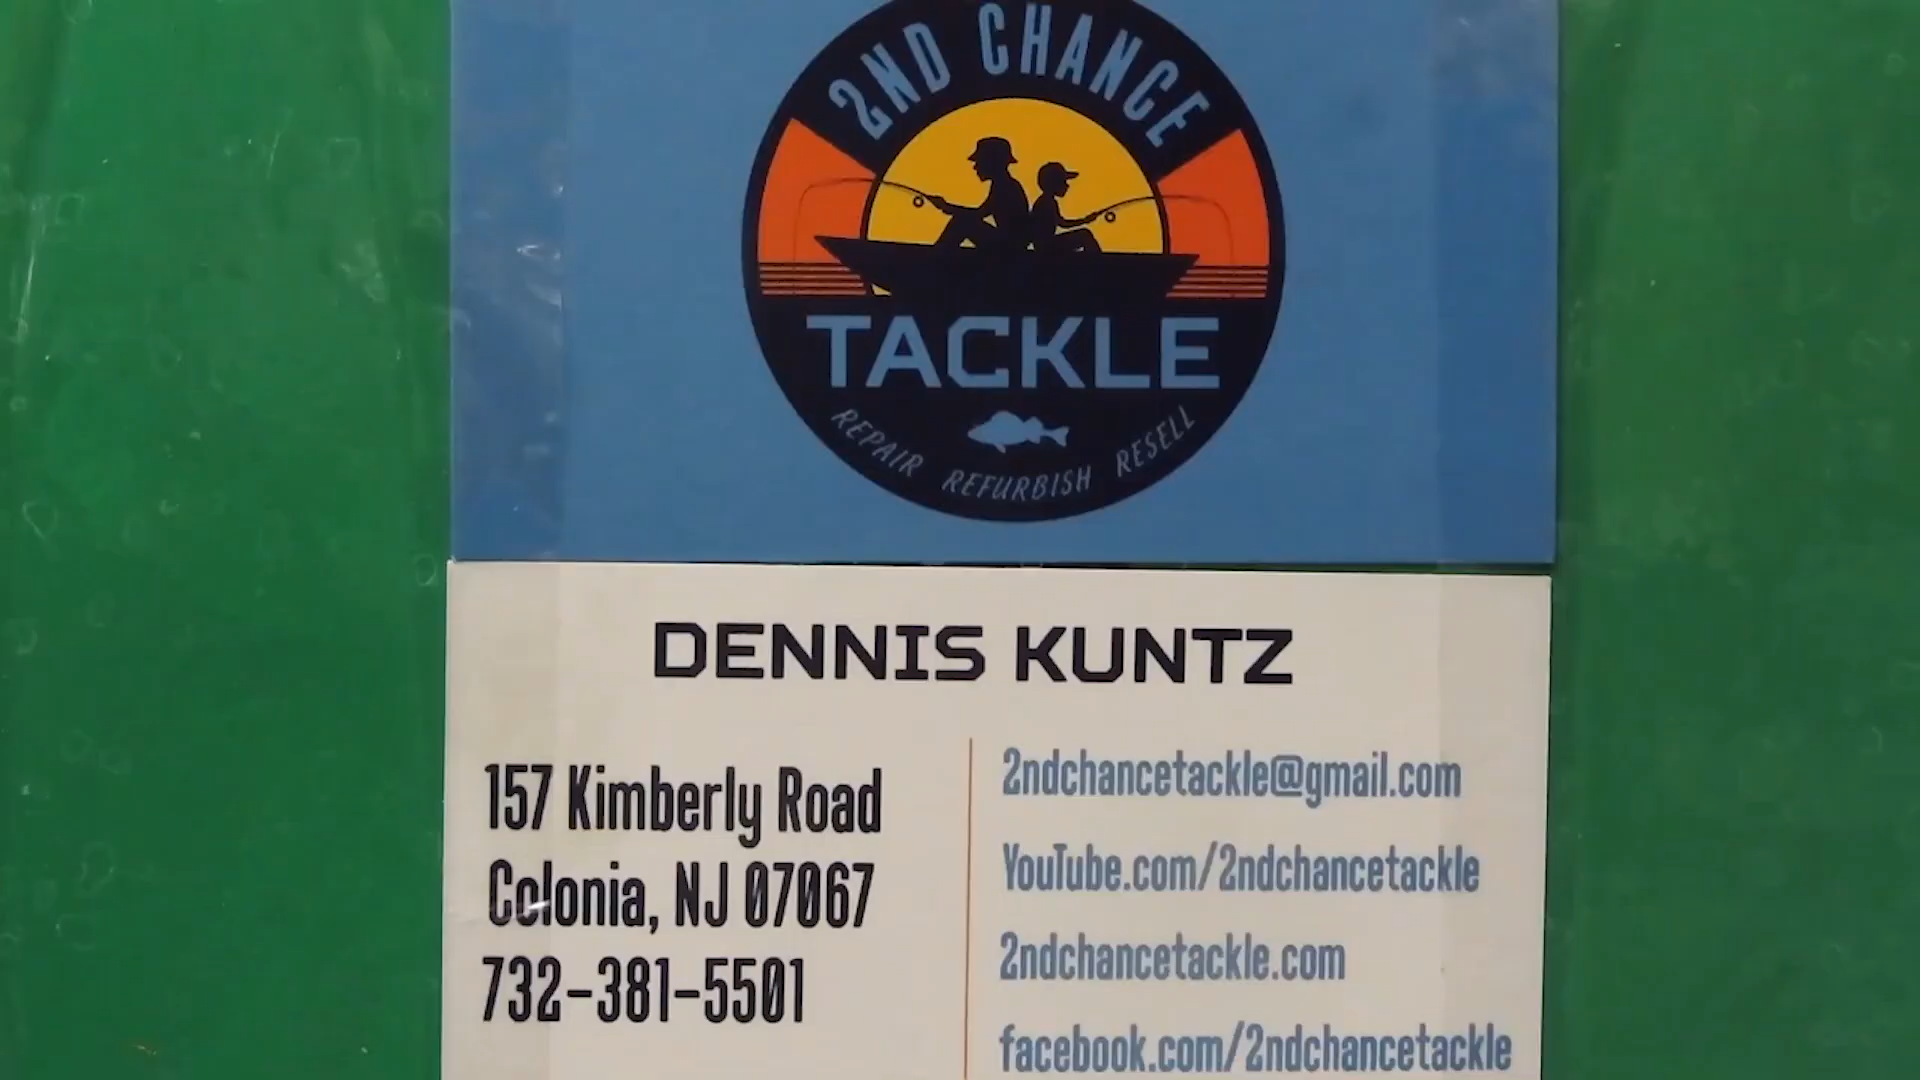 2ND CHANCE
TACKLE
REPAIR REFURBISH RESELL
DENNIS KUNTZ
157 Kimberly Road
Colonia, NJ 07067
732-381-5501
2ndchancetackle@gmail.com
YouTube.com/2ndchancetackle
2ndchancetackle.com
facebook.com/2ndchancetackle